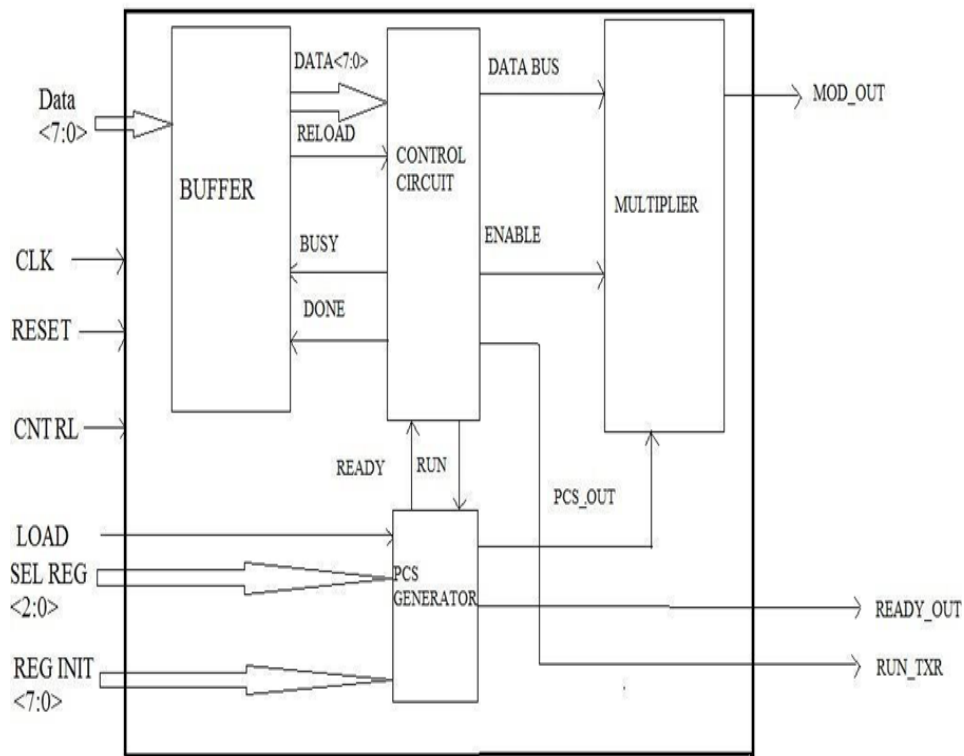 DATA<7:0>
DATA BUS
Data
<7:0>
MOD_OUT
RELOAD
CONTROL
CIRCUIT
BUFFER
MULTIPLIER
BUSY
ENABLE
CLK
DONE
RESET
CNTRL
READY
RUN
PCS_OUT
LOAD
SEL REG
<2:0>
PCS
GENERATOR
READY_OUT
REG INIT
<7:0>
RUN_TXR